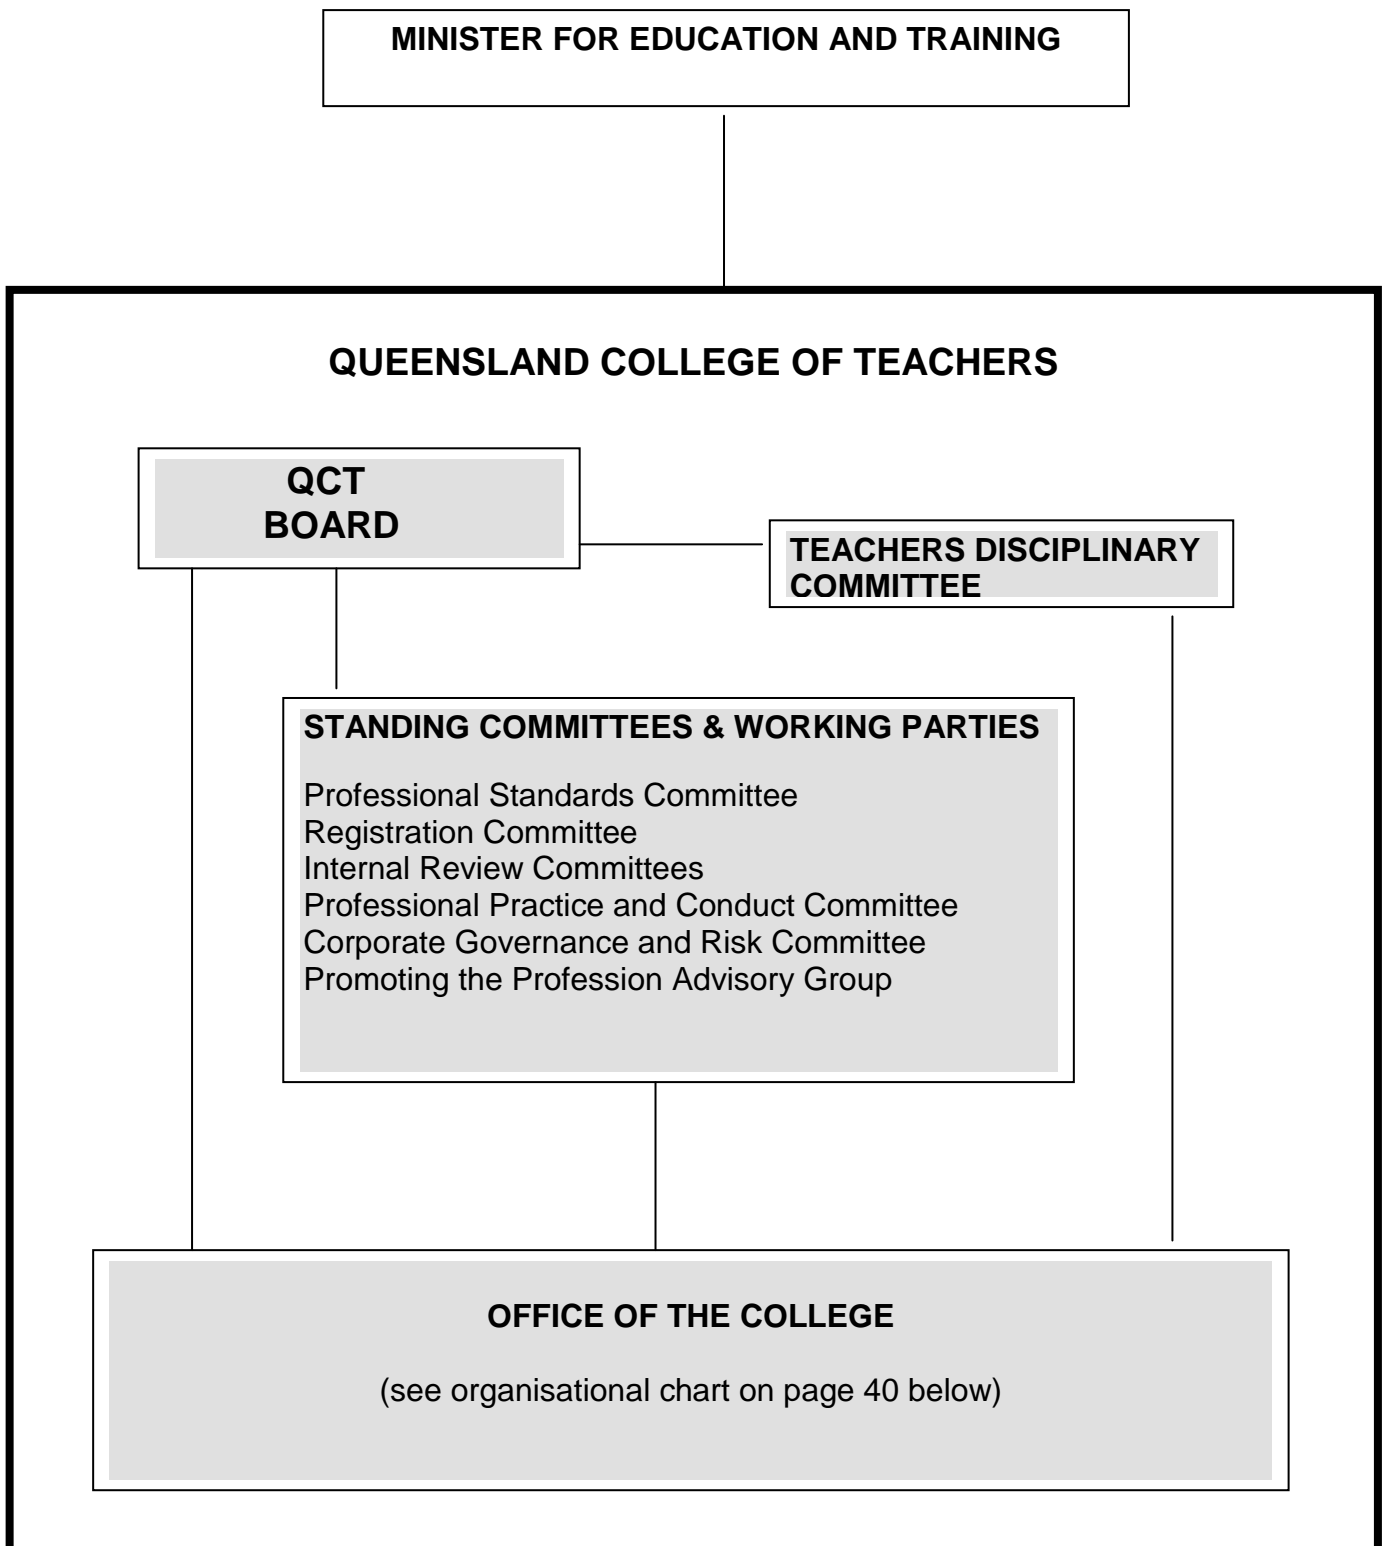 MINISTER FOR EDUCATION AND TRAINING
QUEENSLAND COLLEGE OF TEACHERS
QCT
BOARD
TEACHERS DISCIPLINARY
COMMITTEE
STANDING COMMITTEES & WORKING PARTIES
Professional Standards Committee
Registration Committee
Internal Review Committees
Professional Practice and Conduct Committee
Corporate Governance and Risk Committee
Promoting the Profession Advisory Group
OFFICE OF THE COLLEGE
(see organisational chart on page 40 below)